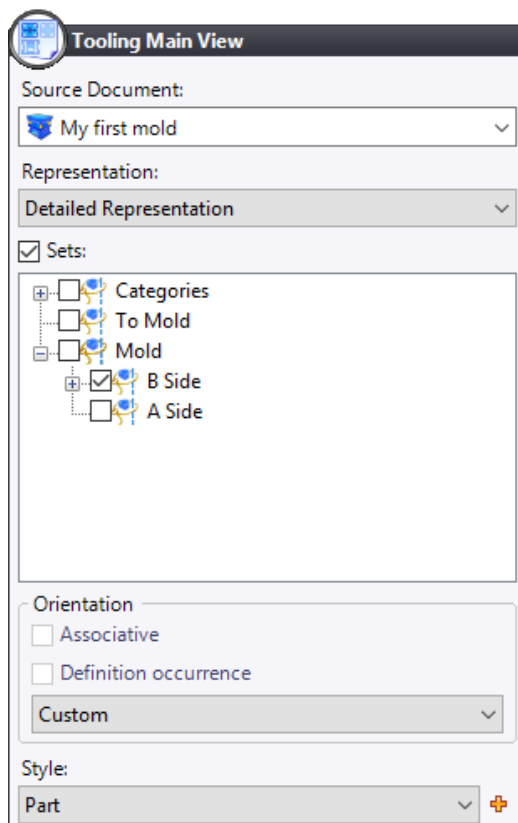 Tooling Main View
Source Document:
My first mold
Representation:
Detailed Representation
Sets:
Categories
To Mold
Mold
B Side
A Side
Orientation
Associative
Definition occurrence
Custom
Style:
Part